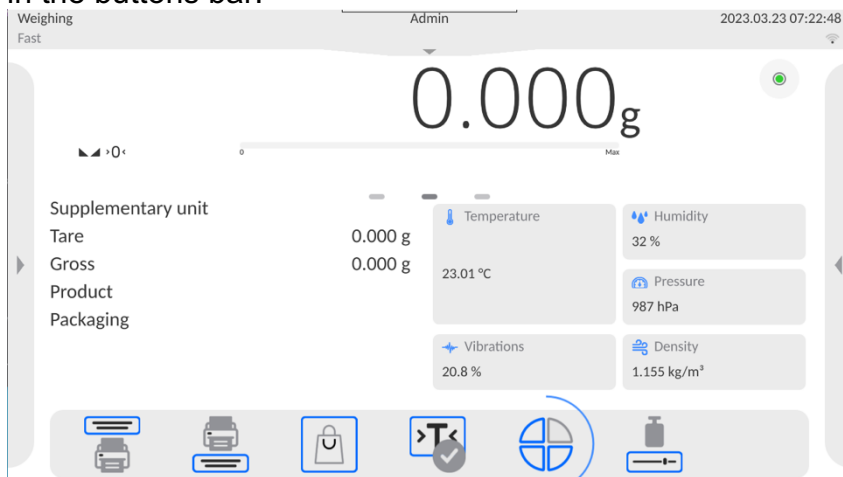 Weighing Admin 2023.03.23 07:22:48
Fast
0.000g
>0<
0 Max
Supplementary unit
Tare 0.000 g
Gross 0.000 g
Product
Packaging
Temperature
23.01 °C
Humidity
32 %
Pressure
987 hPa
Vibrations
20.8 %
Density
1.155 kg/m³
>T<